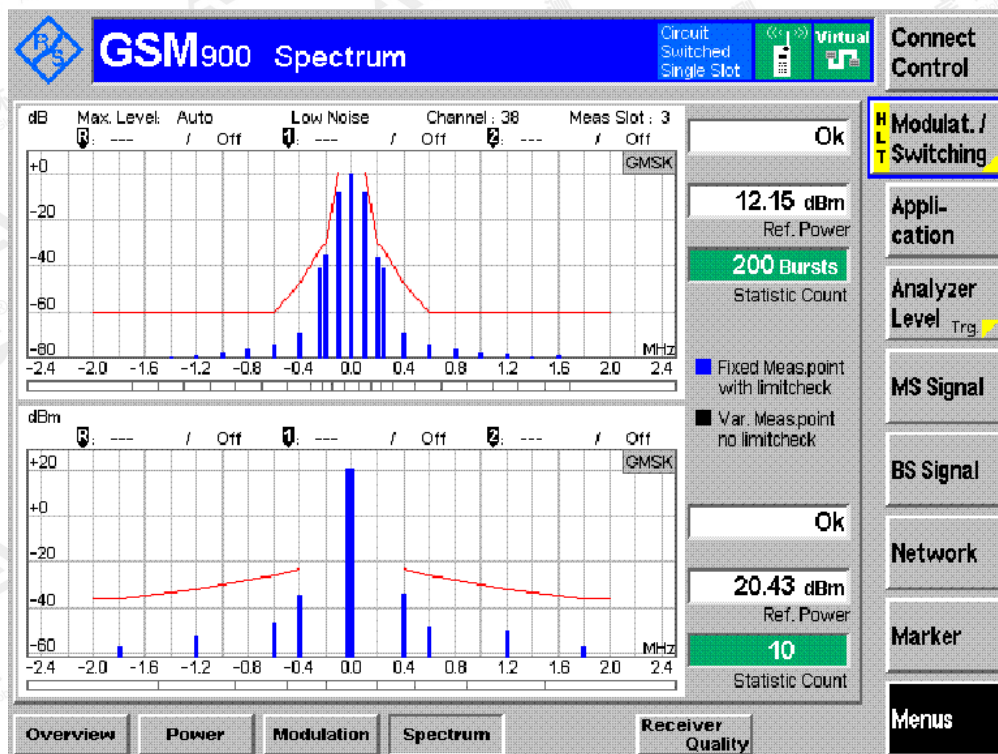 R S
GSM900 Spectrum
Circuit
Switched
Single Slot
Virtual
Connect
Control
dB Max. Level: Auto Low Noise Channel : 38 Meas Slot : 3
R: --- / Off 1: --- / Off 2: --- / Off
GMSK
+0
-20
-40
-60
-80
MHz
-2.4 -2.0 -1.6 -1.2 -0.8 -0.4 0.0 0.4 0.8 1.2 1.6 2.0 2.4
Ok
12.15 dBm
Ref. Power
200 Bursts
Statistic Count
Fixed Meas.point
with limitcheck
Var. Meas.point
no limitcheck
dBm
R: --- / Off 1: --- / Off 2: --- / Off
GMSK
+20
+0
-20
-40
-60
MHz
-2.4 -2.0 -1.6 -1.2 -0.8 -0.4 0.0 0.4 0.8 1.2 1.6 2.0 2.4
Ok
20.43 dBm
Ref. Power
10
Statistic Count
H
L
T
Modulat. /
Switching
Appli-
cation
Analyzer
Level Trg.
MS Signal
BS Signal
Network
Marker
Menus
Overview Power Modulation Spectrum
Receiver
Quality